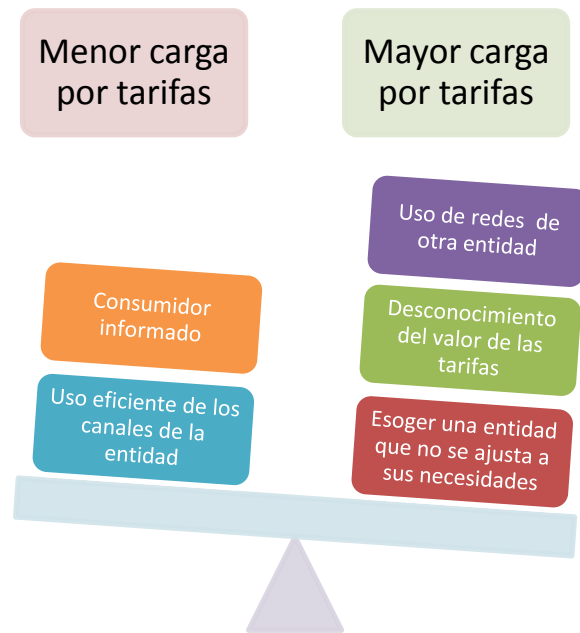 Menor carga
por tarifas
Mayor carga
por tarifas
Consumidor
informado
Uso eficiente de los
canales de la
entidad
Uso de redes de
otra entidad
Desconocimiento
del valor de las
tarifas
Esoger una entidad
que no se ajusta a
sus necesidades